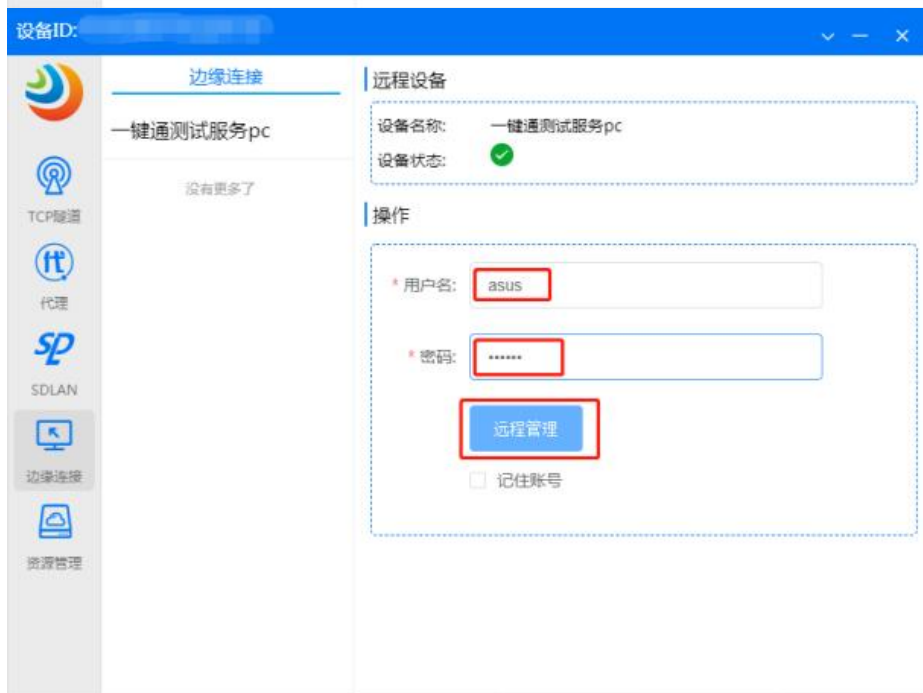 设备ID:
TCP隧道
代理
SDLAN
边缘连接
资源管理
边缘连接
一键通测试服务pc
没有更多了
远程设备
设备名称: 一键通测试服务pc
设备状态:
操作
* 用户名: asus
* 密码: ••••••
远程管理
记住账号